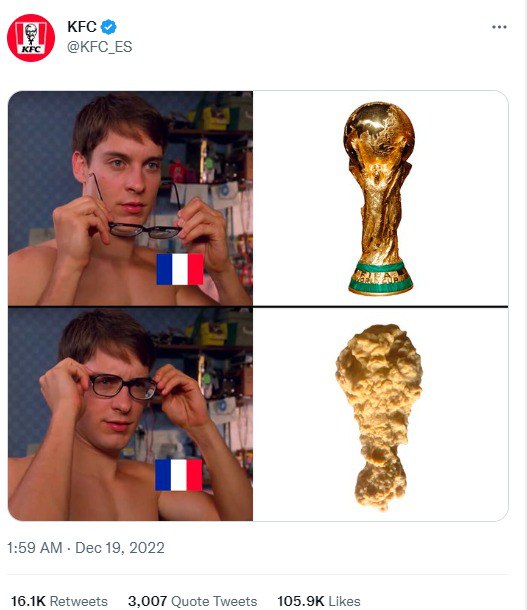 KFC
KFC
@KFC_ES
1:59 AM · Dec 19, 2022
16.1K Retweets 3,007 Quote Tweets 105.9K Likes